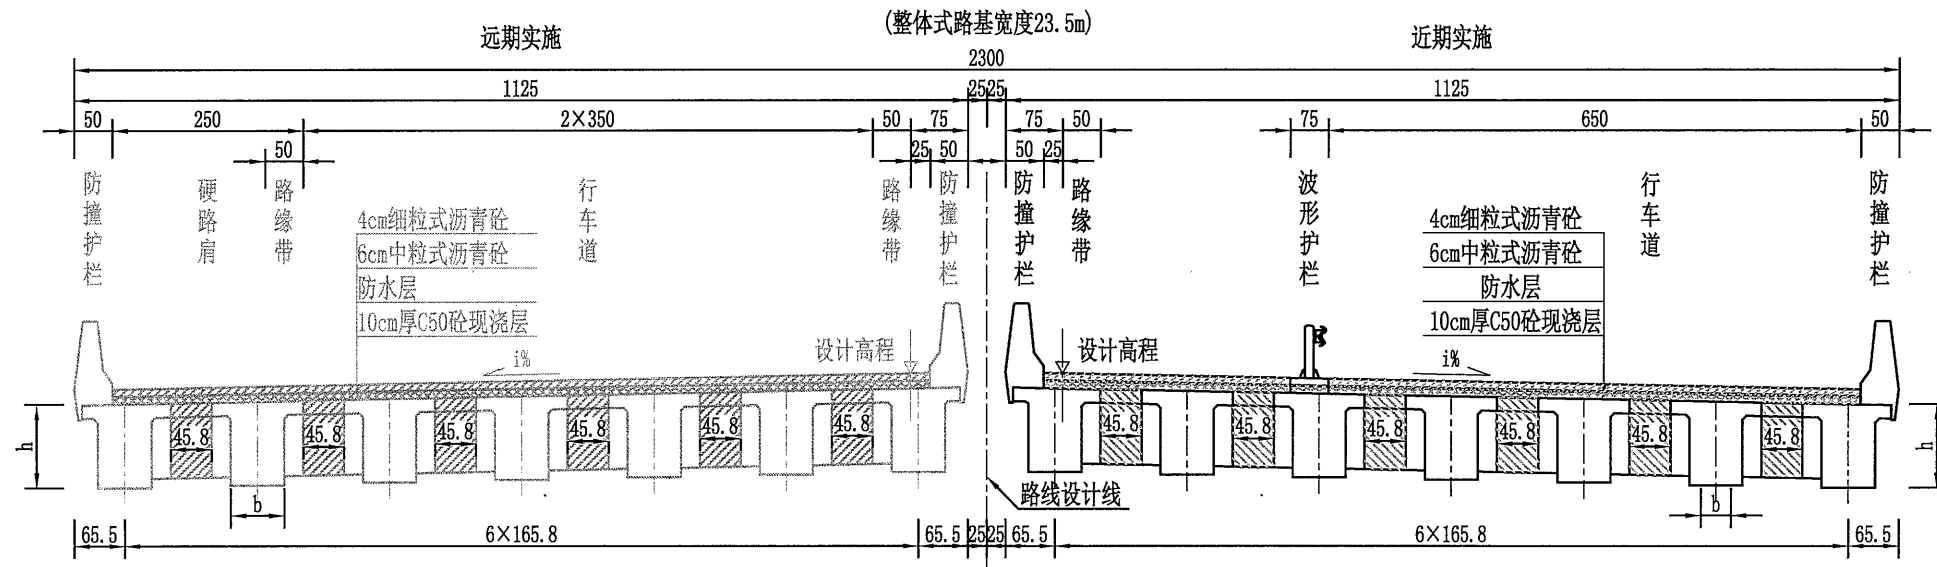 (整体式路基宽度23.5m)
远期实施
近期实施
2300
1125
25
25
1125
50
250
2×350
50
75
75
50
75
650
50
50
25
50
50
25
防撞护栏
硬路肩
路缘带
行车道
路缘带
防撞护栏
防撞护栏
路缘带
波形护栏
行车道
防撞护栏
4cm细粒式沥青砼
6cm中粒式沥青砼
防水层
10cm厚C50砼现浇层
4cm细粒式沥青砼
6cm中粒式沥青砼
防水层
10cm厚C50砼现浇层
i%
设计高程
设计高程
i%
45.8
45.8
45.8
45.8
45.8
45.8
45.8
45.8
45.8
45.8
45.8
45.8
h
h
b
b
路线设计线
65.5
6×165.8
65.5
25
25
65.5
6×165.8
65.5